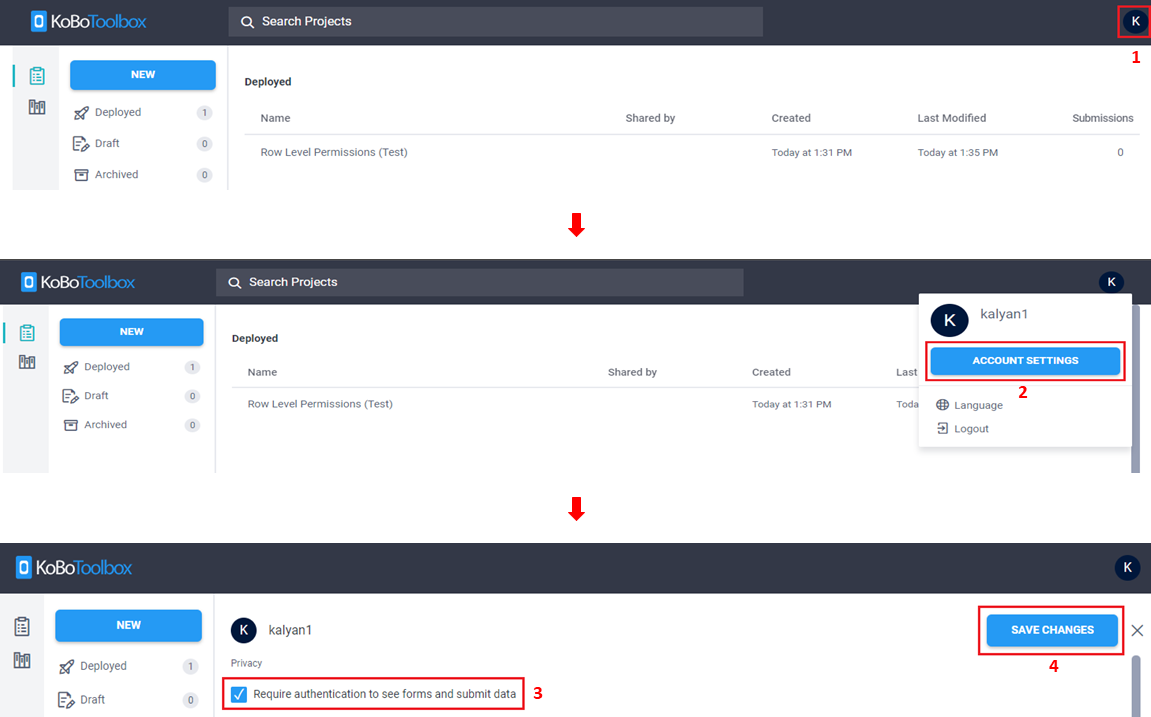 KoBoToolbox Search Projects K
1
NEW
Deployed 1
Draft 0
Archived 0
Deployed
Name Shared by Created Last Modified Submissions
Row Level Permissions (Test) Today at 1:31 PM Today at 1:35 PM 0
KoBoToolbox Search Projects K
NEW
Deployed 1
Draft 0
Archived 0
Deployed
Name Shared by Created Last
Row Level Permissions (Test) Today at 1:31 PM Toda
K kalyan1
ACCOUNT SETTINGS
2
Language
Logout
KoBoToolbox K
NEW
Deployed 1
Draft 0
K kalyan1
SAVE CHANGES
4
Privacy
Require authentication to see forms and submit data 3